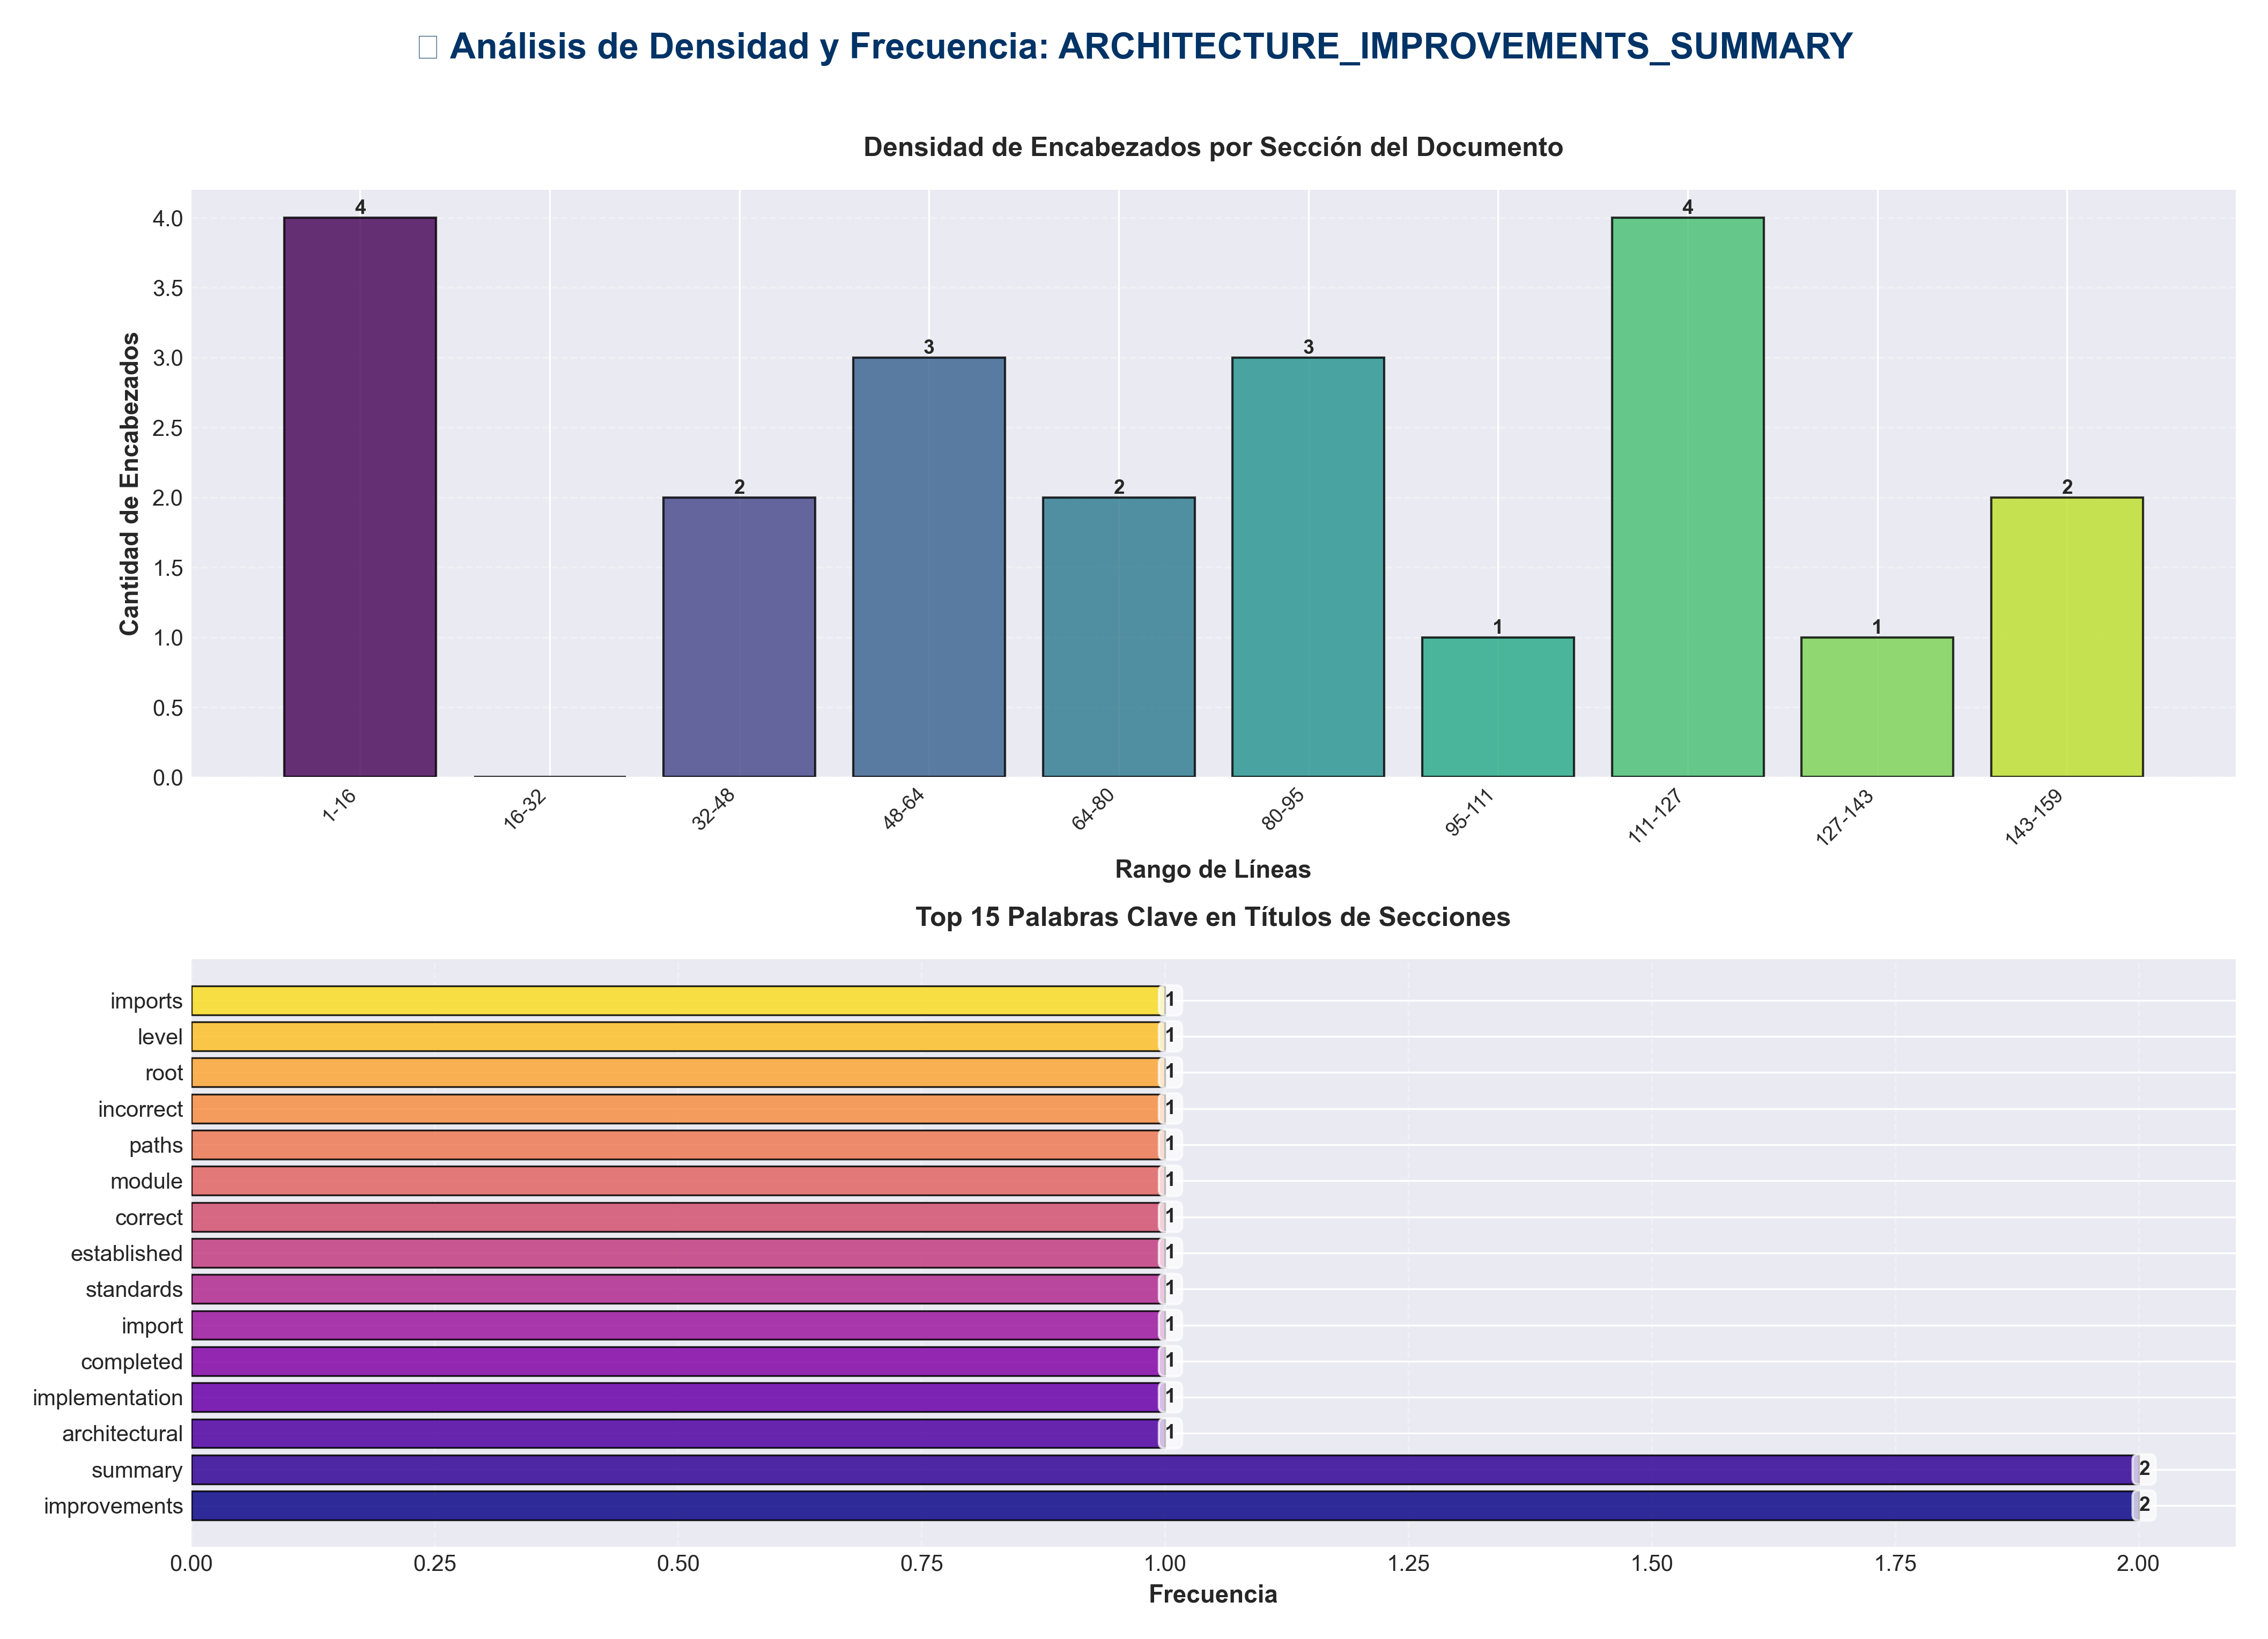 Análisis de Densidad y Frecuencia: ARCHITECTURE_IMPROVEMENTS_SUMMARY
Densidad de Encabezados por Sección del Documento
Cantidad de Encabezados
4.0
3.5
3.0
2.5
2.0
1.5
1.0
0.5
0.0
4
2
3
2
3
1
4
1
2
1-16
16-32
32-48
48-64
64-80
80-95
95-111
111-127
127-143
143-159
Rango de Líneas
Top 15 Palabras Clave en Títulos de Secciones
imports 1
level 1
root 1
incorrect 1
paths 1
module 1
correct 1
established 1
standards 1
import 1
completed 1
implementation 1
architectural 1
summary 2
improvements 2
0.00 0.25 0.50 0.75 1.00 1.25 1.50 1.75 2.00
Frecuencia